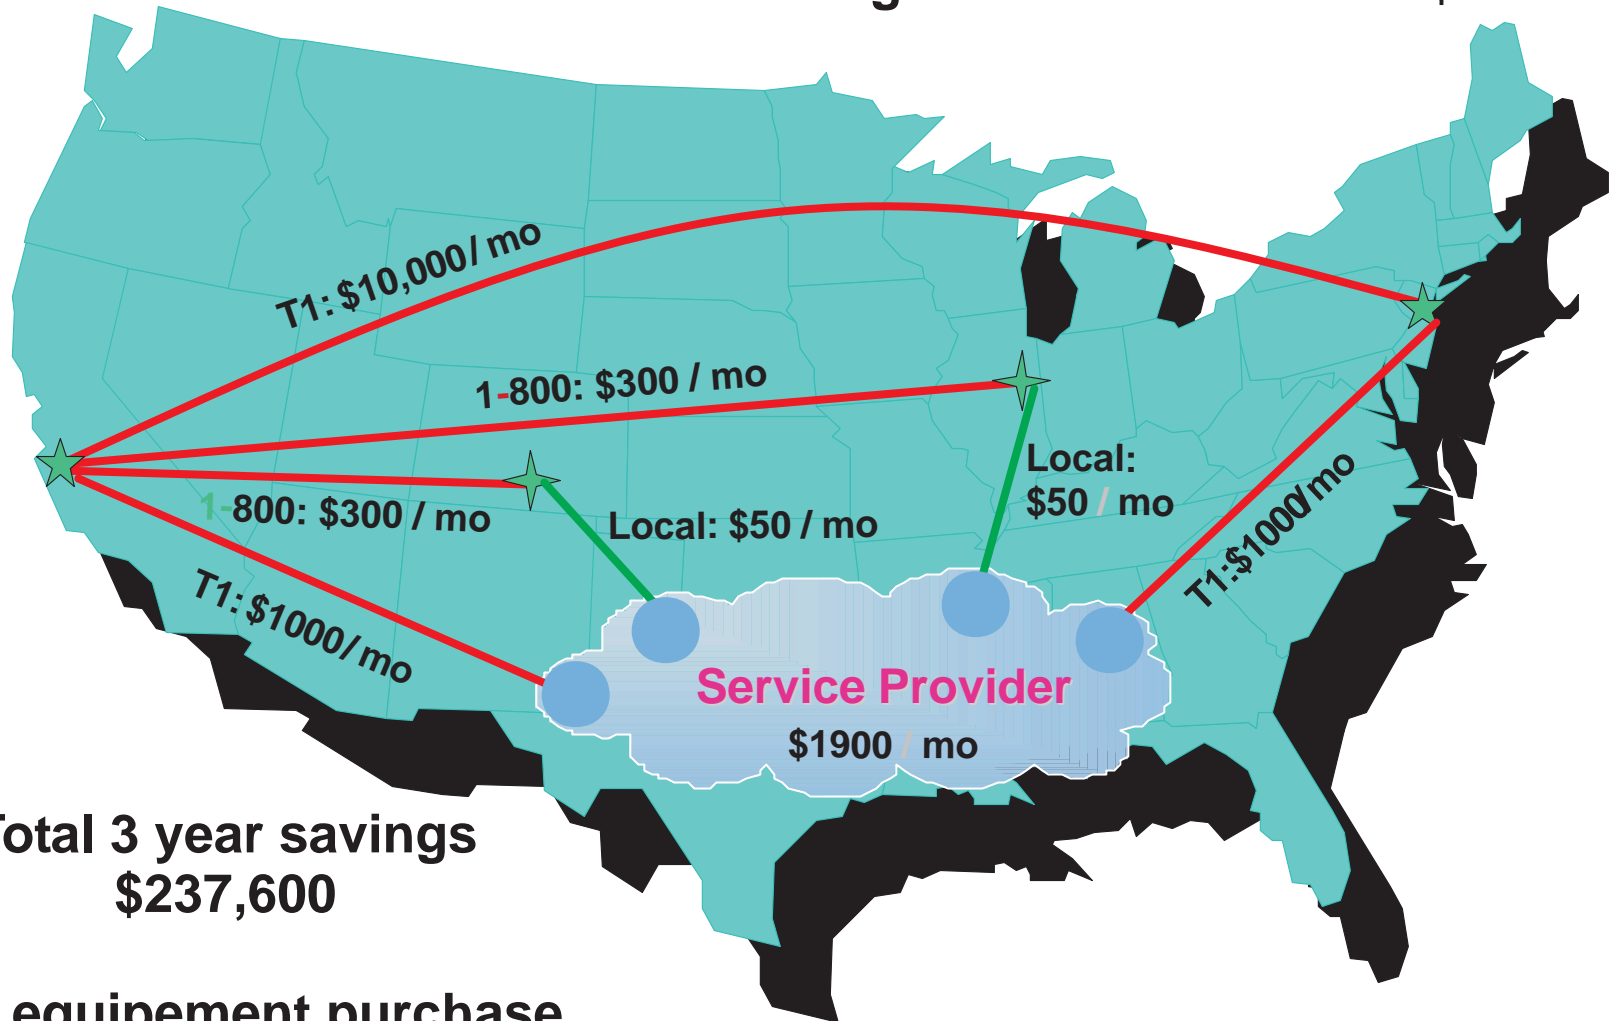 T1: $10,000/ mo
1-800: $300 / mo
1-800: $300 / mo
Local:
$50 / mo
Local: $50 / mo
T1:$1000/mo
T1: $1000/ mo
Service Provider
$1900 / mo
Total 3 year savings
$237,600
equipement purchase